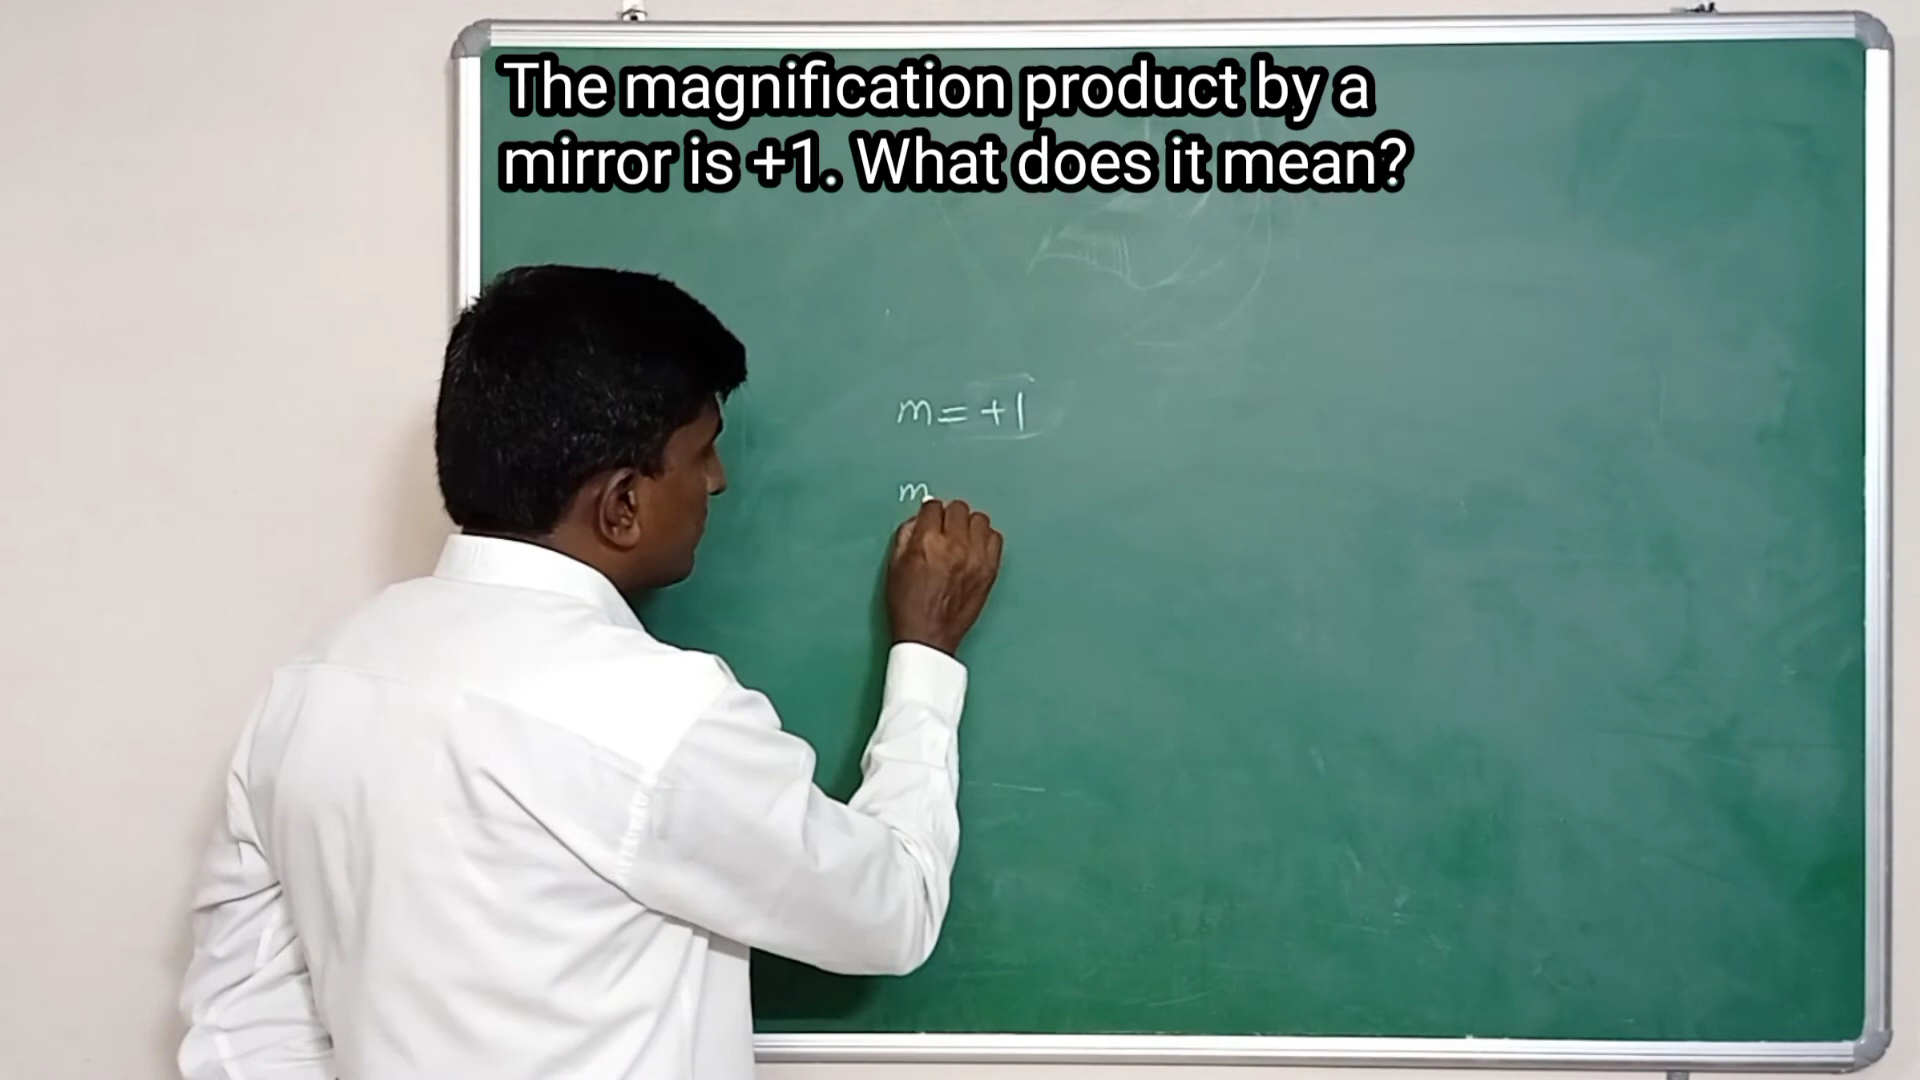 The magnification product by a
mirror is +1. What does it mean?
m = +1
m